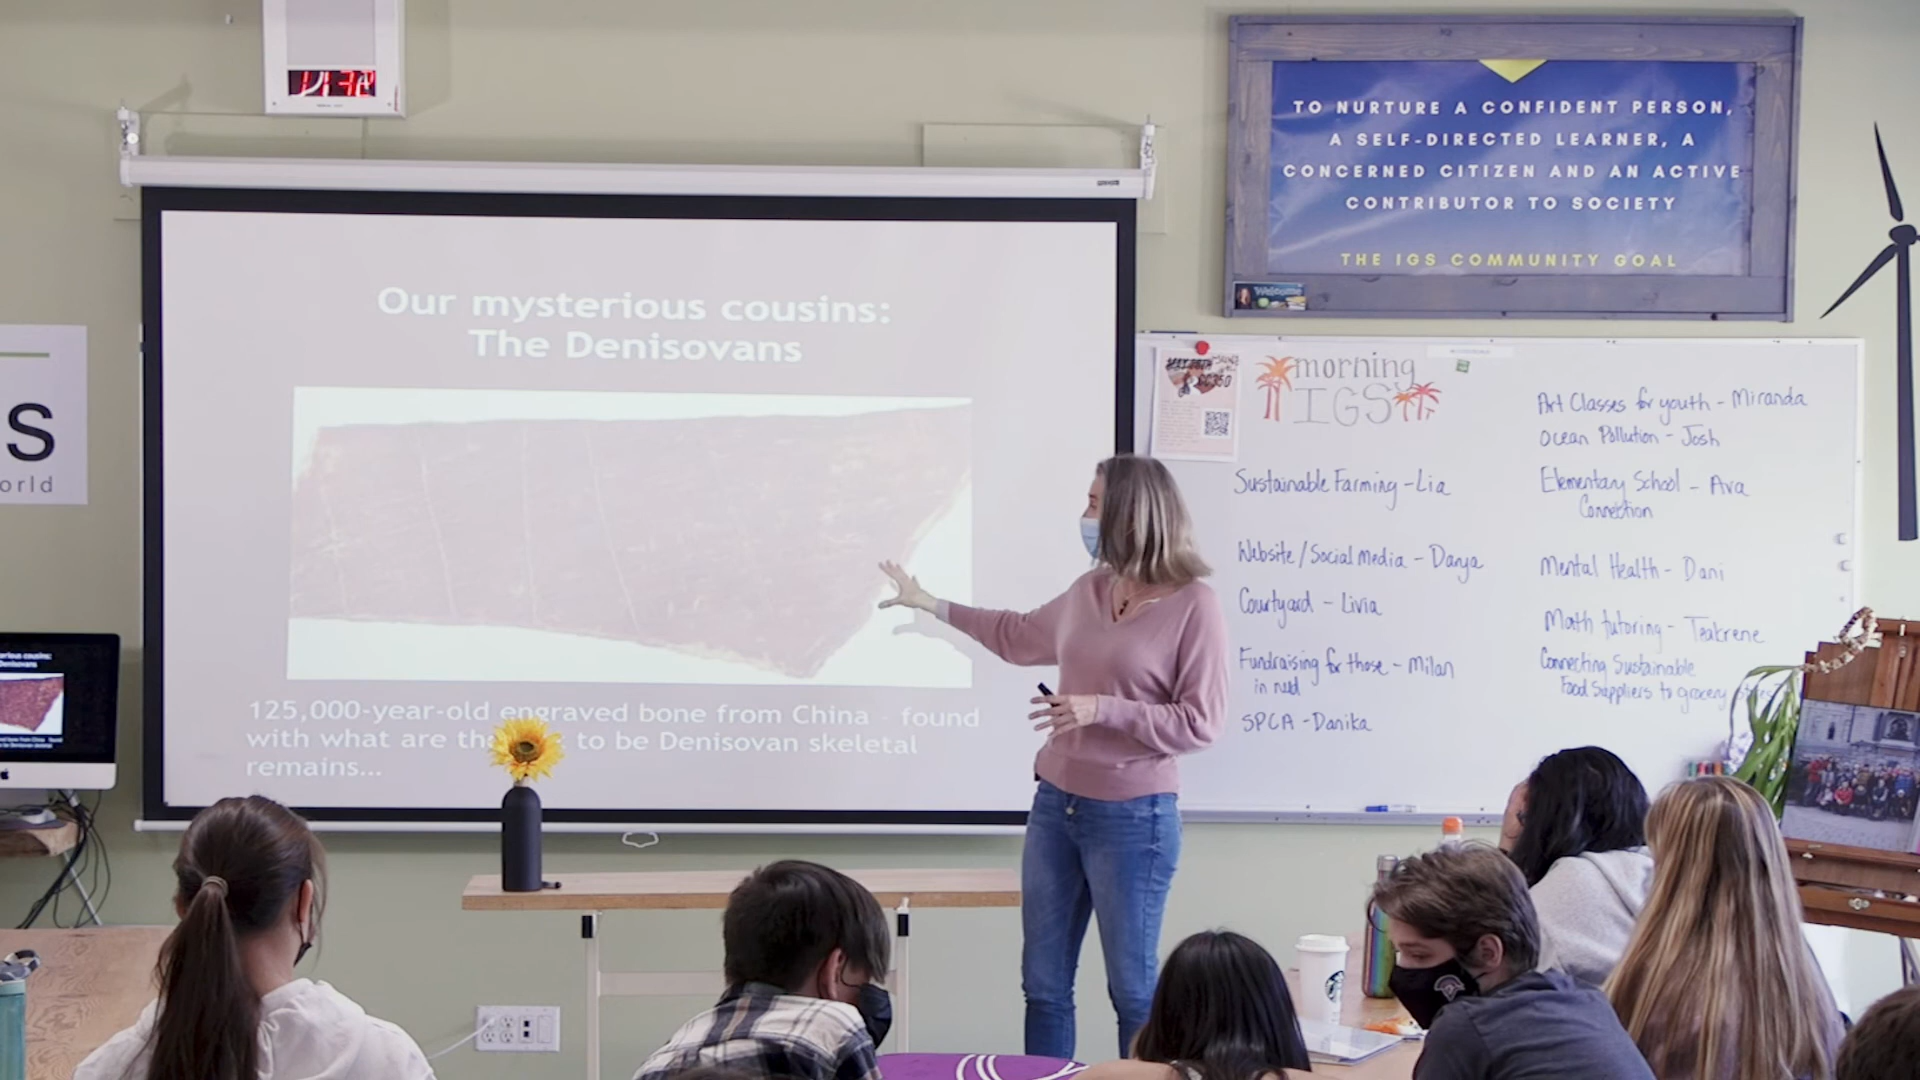 TO NURTURE A CONFIDENT PERSON,
A SELF-DIRECTED LEARNER, A
CONCERNED CITIZEN AND AN ACTIVE
CONTRIBUTOR TO SOCIETY
THE IGS COMMUNITY GOAL
Welcome
Our mysterious cousins:
The Denisovans
125,000-year-old engraved bone from China - found
with what are to be Denisovan skeletal
remains...
S
orld
morning
IGS
Sustainable Farming - Lia
Website/Social Media - Danya
Courtyard - Livia
Fundraising for those - Milan
in need
SPCA - Danika
Art Classes for youth - Miranda
Ocean Pollution - Josh
Elementary School - Ava
Connection
Mental Health - Dani
Math tutoring - Teakrene
Connecting Sustainable
Food Suppliers to grocery stores